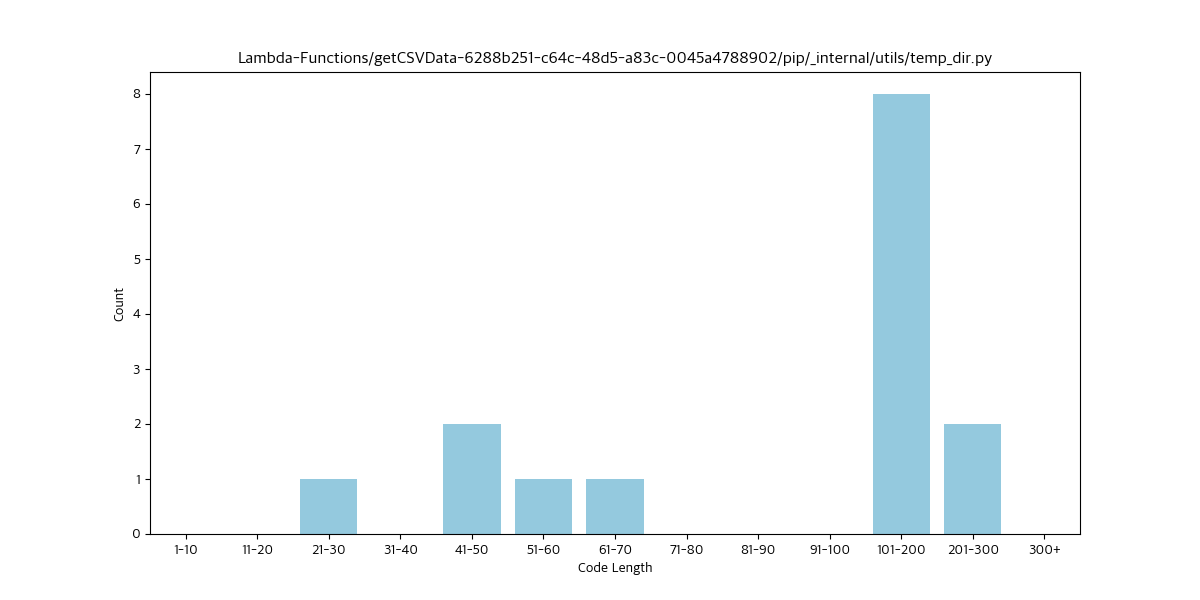 Lambda-Functions/getCSVData-6288b251-c64c-48d5-a83c-0045a4788902/pip/_internal/utils/temp_dir.py
8
7
6
5
4
3
2
1
0
Count
1-10 11-20 21-30 31-40 41-50 51-60 61-70 71-80 81-90 91-100 101-200 201-300 300+
Code Length